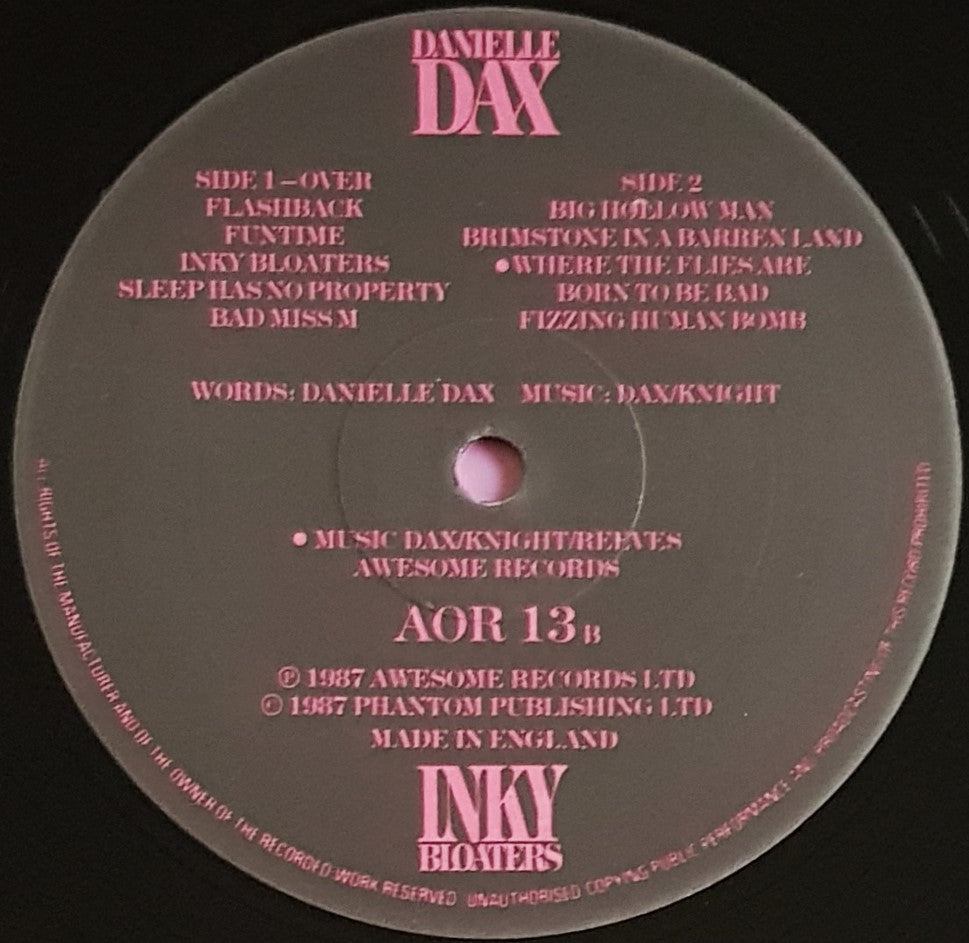 DANIELLE
DAX
SIDE 1–OVER
FLASHBACK
FUNTIME
INKY BLOATERS
SLEEP HAS NO PROPERTY
BAD MISS M
SIDE 2
BIG HOLLOW MAN
BRIMSTONE IN A BARREN LAND
●WHERE THE FLIES ARE
BORN TO BE BAD
FIZZING HUMAN BOMB
WORDS: DANIELLE DAX MUSIC: DAX/KNIGHT
● MUSIC DAX/KNIGHT/REEVES
AWESOME RECORDS
AOR 13 B
℗ 1987 AWESOME RECORDS LTD
© 1987 PHANTOM PUBLISHING LTD
MADE IN ENGLAND
INKY
BLOATERS
ALL RIGHTS OF THE MANUFACTURER AND OF THE OWNER OF THE RECORDED WORK RESERVED UNAUTHORISED COPYING PUBLIC PERFORMANCE AND BROADCASTING OF THIS RECORD PROHIBITED